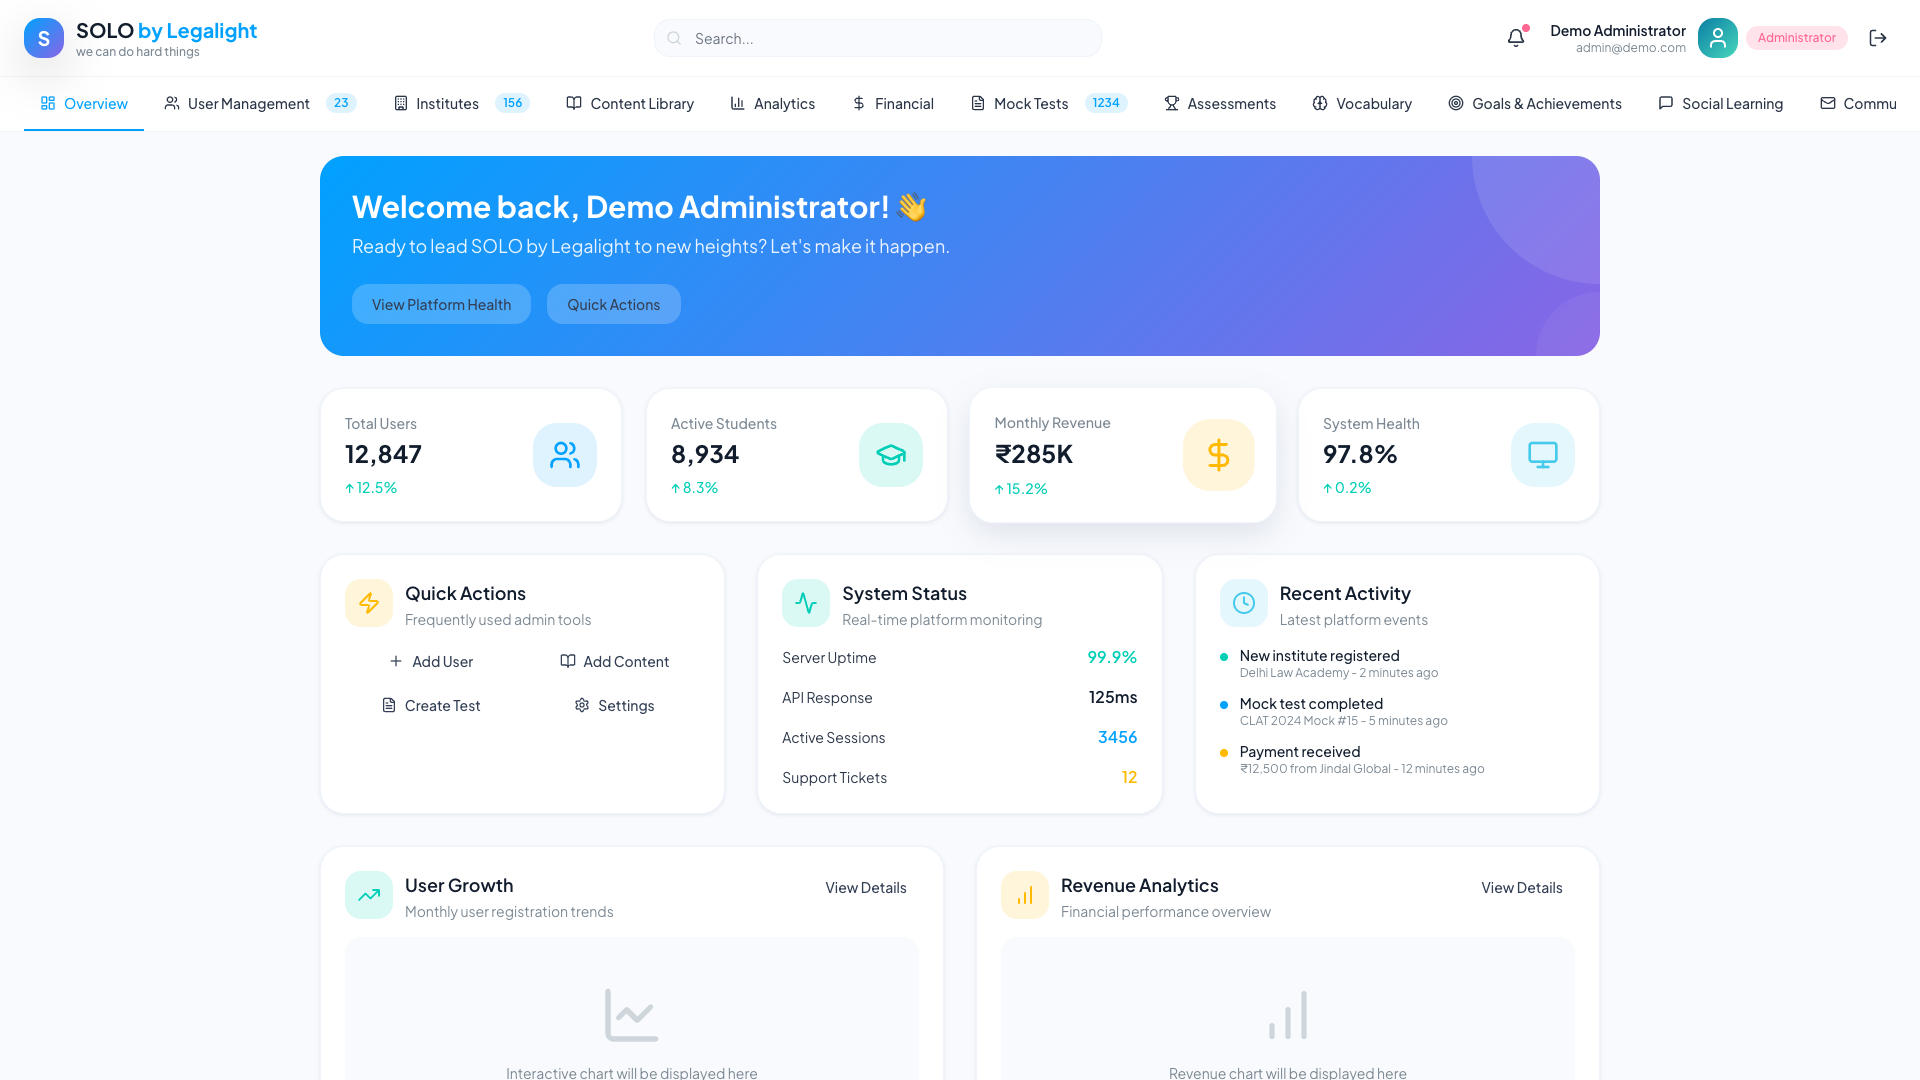 S
SOLO by Legalight
we can do hard things
Search...
Demo Administrator
admin@demo.com
Administrator
Overview
User Management 23
Institutes 156
Content Library
Analytics
Financial
Mock Tests 1234
Assessments
Vocabulary
Goals & Achievements
Social Learning
Commu
Welcome back, Demo Administrator! 👋
Ready to lead SOLO by Legalight to new heights? Let's make it happen.
View Platform Health
Quick Actions
Total Users
12,847
↑ 12.5%
Active Students
8,934
↑ 8.3%
Monthly Revenue
₹285K
↑ 15.2%
System Health
97.8%
↑ 0.2%
Quick Actions
Frequently used admin tools
Add User
Add Content
Create Test
Settings
System Status
Real-time platform monitoring
Server Uptime 99.9%
API Response 125ms
Active Sessions 3456
Support Tickets 12
Recent Activity
Latest platform events
New institute registered
Delhi Law Academy - 2 minutes ago
Mock test completed
CLAT 2024 Mock #15 - 5 minutes ago
Payment received
₹12,500 from Jindal Global - 12 minutes ago
User Growth
Monthly user registration trends
View Details
Interactive chart will be displayed here
Revenue Analytics
Financial performance overview
View Details
Revenue chart will be displayed here